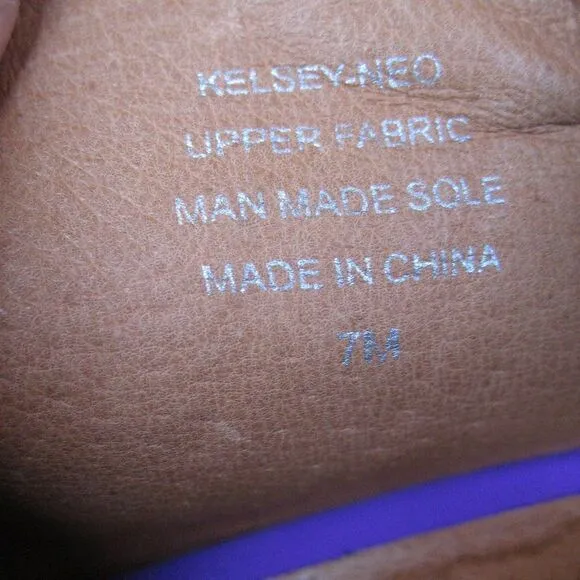 KELSEY-NEO
UPPER FABRIC
MAN MADE SOLE
MADE IN CHINA
7M